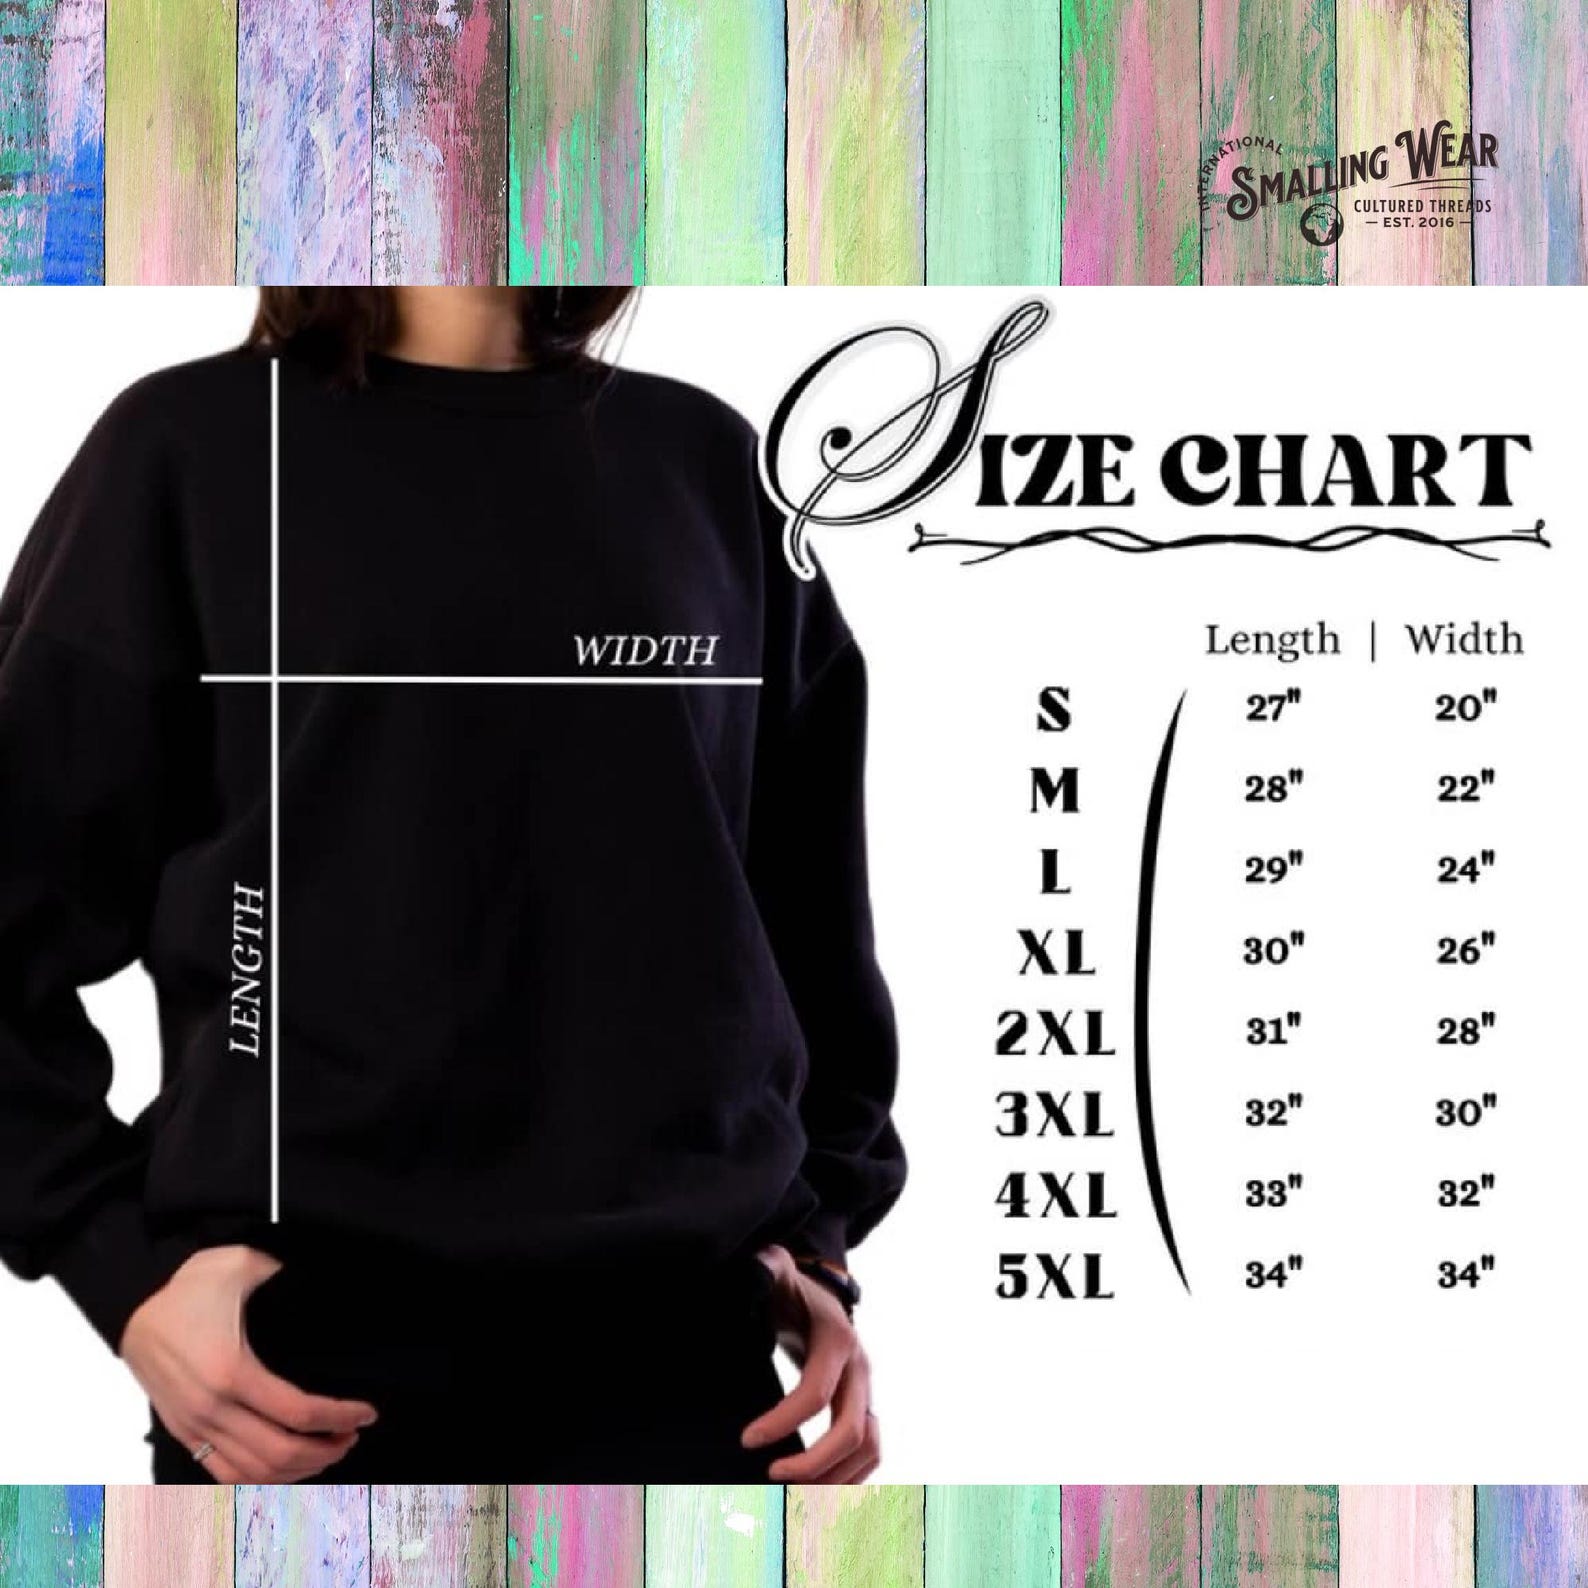 INTERNATIONAL
SMALLING WEAR
CULTURED THREADS
EST. 2016
SIZE CHART
WIDTH
LENGTH
Length | Width
S 27" 20"
M 28" 22"
L 29" 24"
XL 30" 26"
2XL 31" 28"
3XL 32" 30"
4XL 33" 32"
5XL 34" 34"